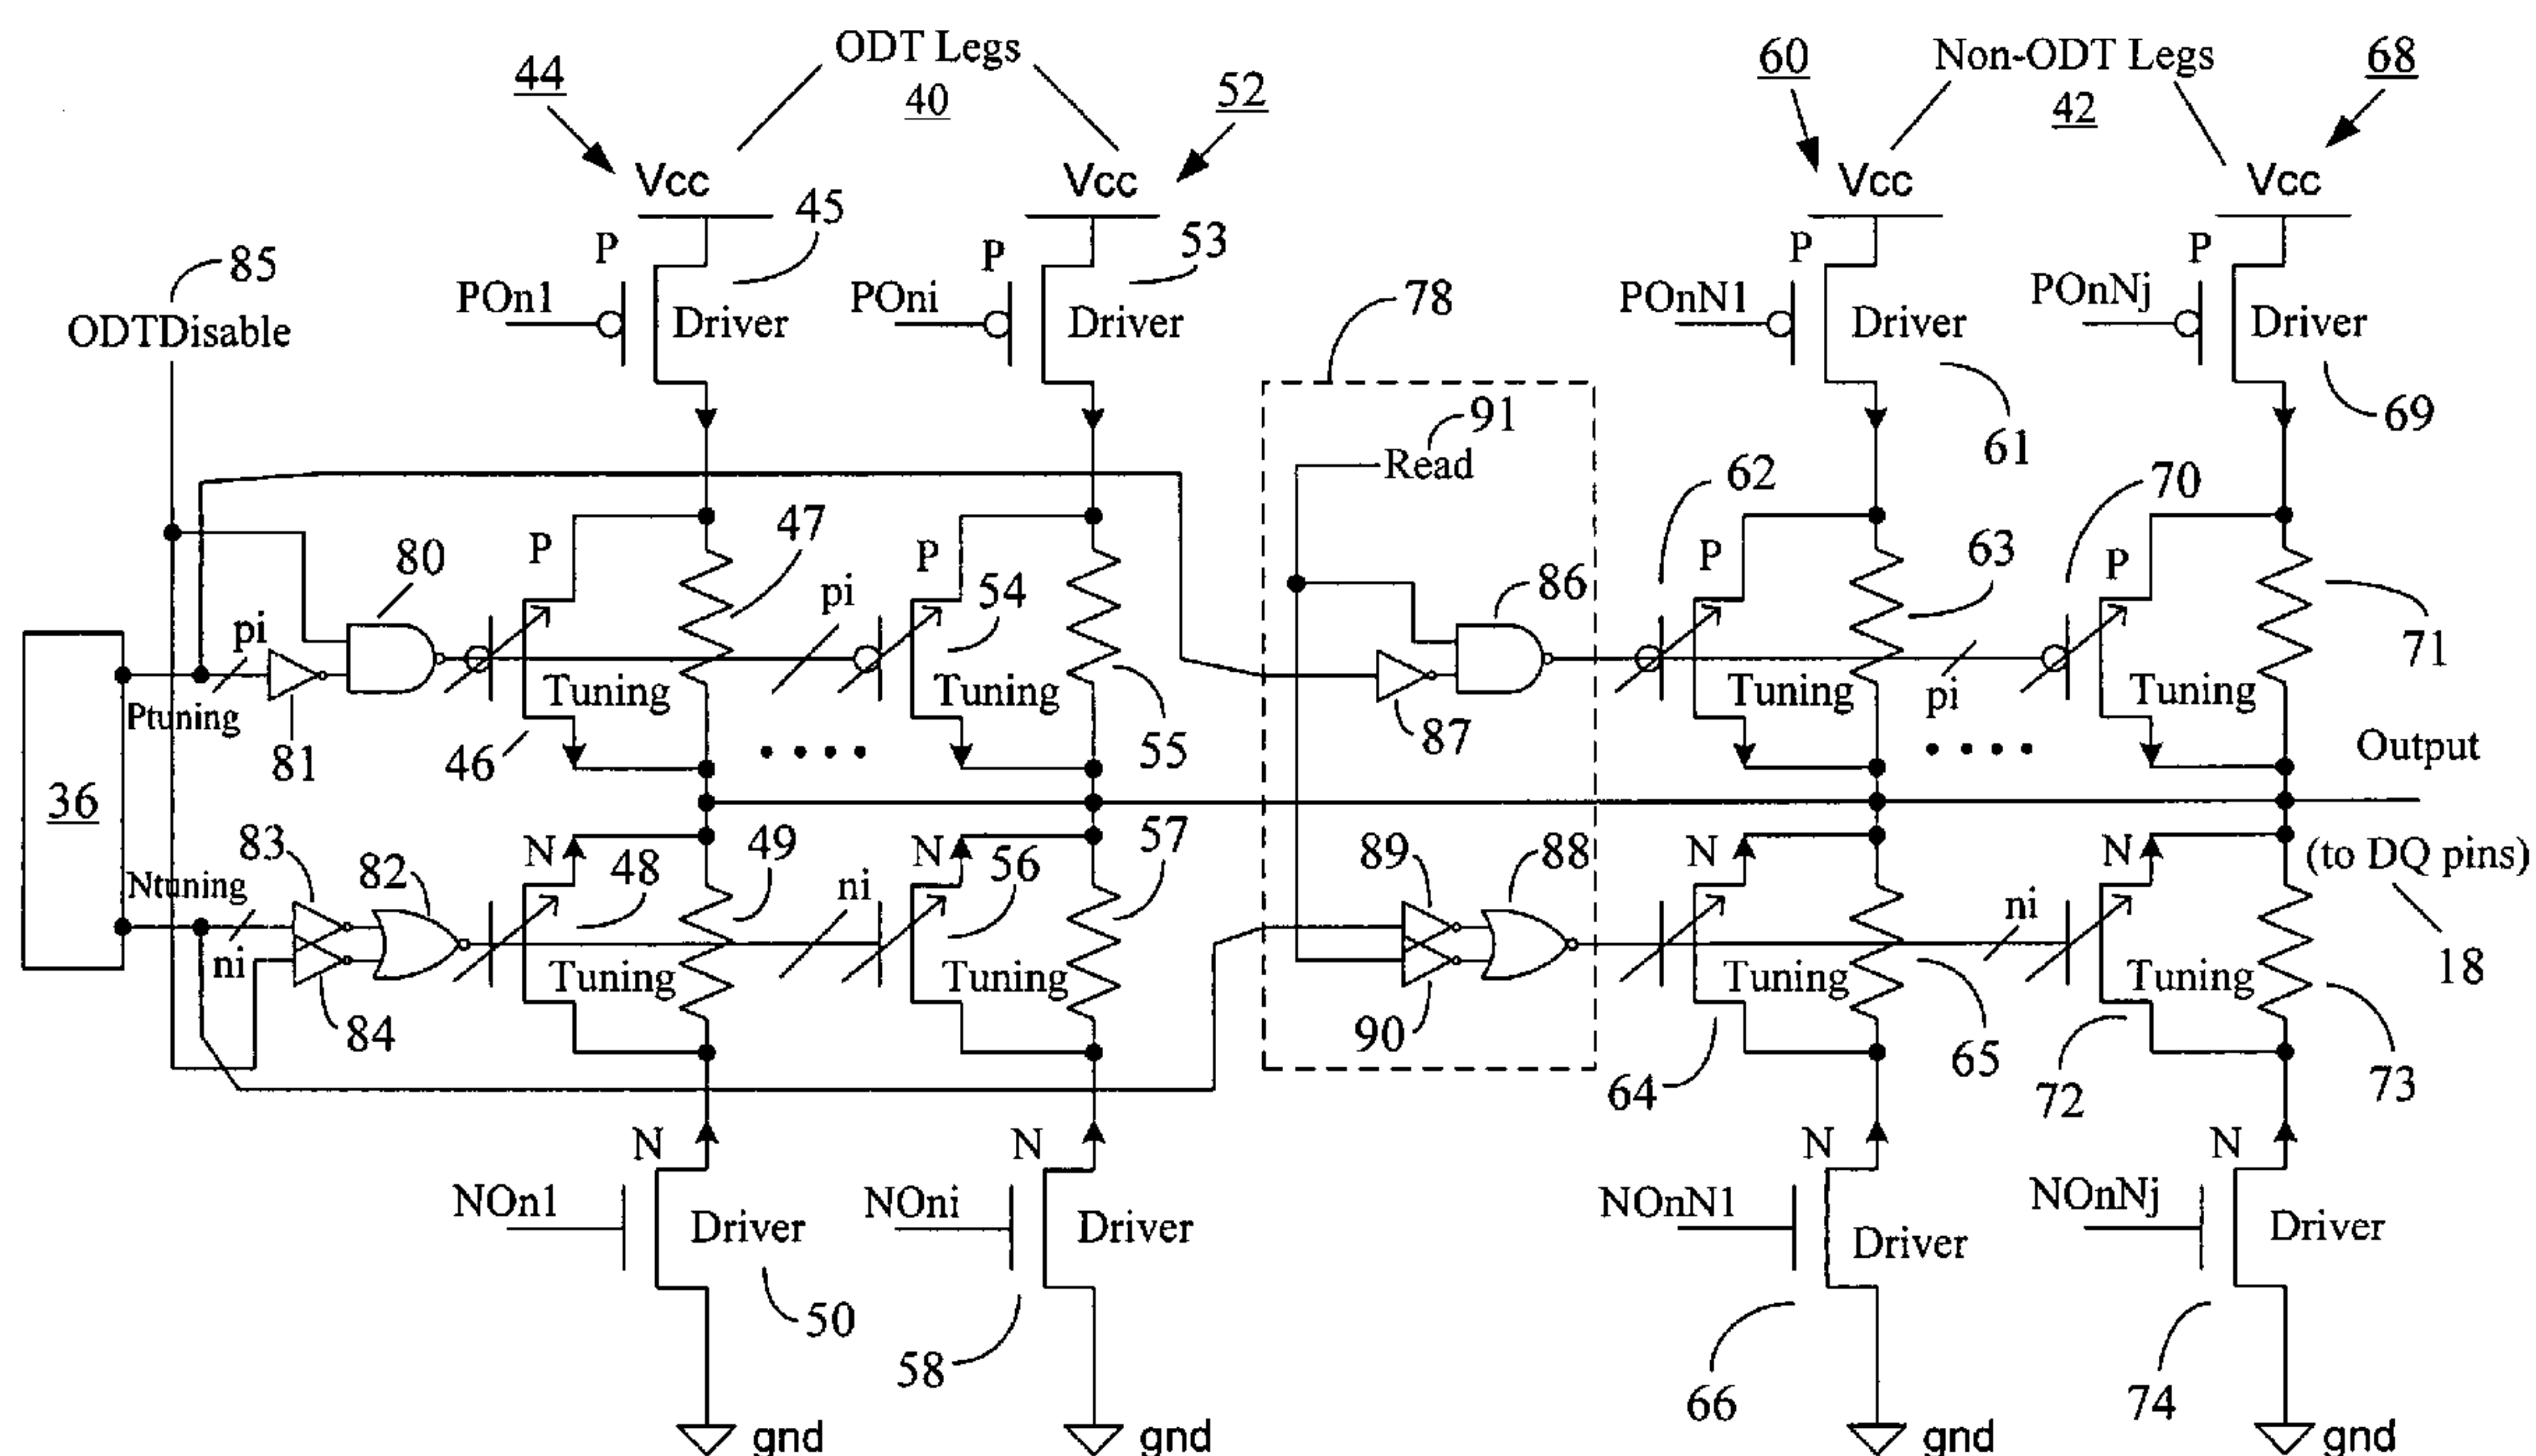 ODT Legs
40
44
52
Non-ODT Legs
42
60
68
Vcc
Vcc
Vcc
Vcc
85
ODTDisable
P
45
POn1
Driver
P
53
POni
Driver
78
P
POnN1
Driver
61
P
POnNj
Driver
69
91
Read
47
80
P
pi
P
54
86
62
P
63
70
P
71
pi
Ptuning
81
46
Tuning
Tuning
55
87
Tuning
pi
Tuning
Output
36
83
Ntuning
ni
82
N
48
49
ni
N
56
57
89
88
N
ni
N
(to DQ pins)
18
84
Tuning
Tuning
90
Tuning
64
65
Tuning
72
73
N
NOn1
Driver
50
N
NOni
Driver
58
N
NOnN1
Driver
66
N
NOnNj
Driver
74
gnd
gnd
gnd
gnd